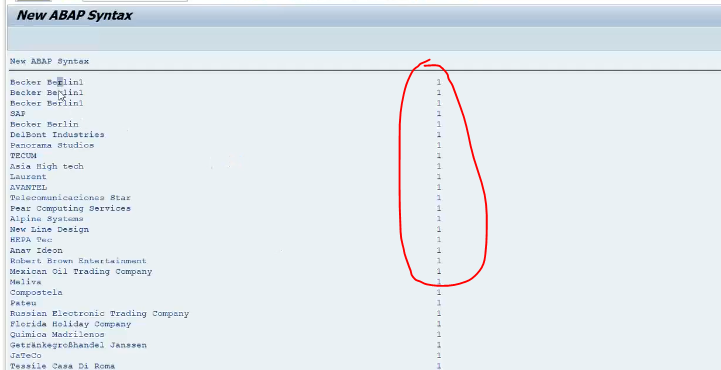 New ABAP Syntax
New ABAP Syntax
Becker Berlin1 1
Becker Berlin1 1
Becker Berlin1 1
SAP 1
Becker Berlin 1
DelBont Industries 1
Panorama Studios 1
TECUM 1
Asia High tech 1
Laurent 1
AVANTEL 1
Telecomunicaciones Star 1
Pear Computing Services 1
Alpine Systems 1
New Line Design 1
HEPA Tec 1
Anav Ideon 1
Robert Brown Entertainment 1
Mexican Oil Trading Company 1
Meliva 1
Compostela 1
Pateu 1
Russian Electronic Trading Company 1
Florida Holiday Company 1
Quimica Madrilenos 1
Getränkegroßhandel Janssen 1
JaTeCo 1
Tessile Casa Di Roma 1